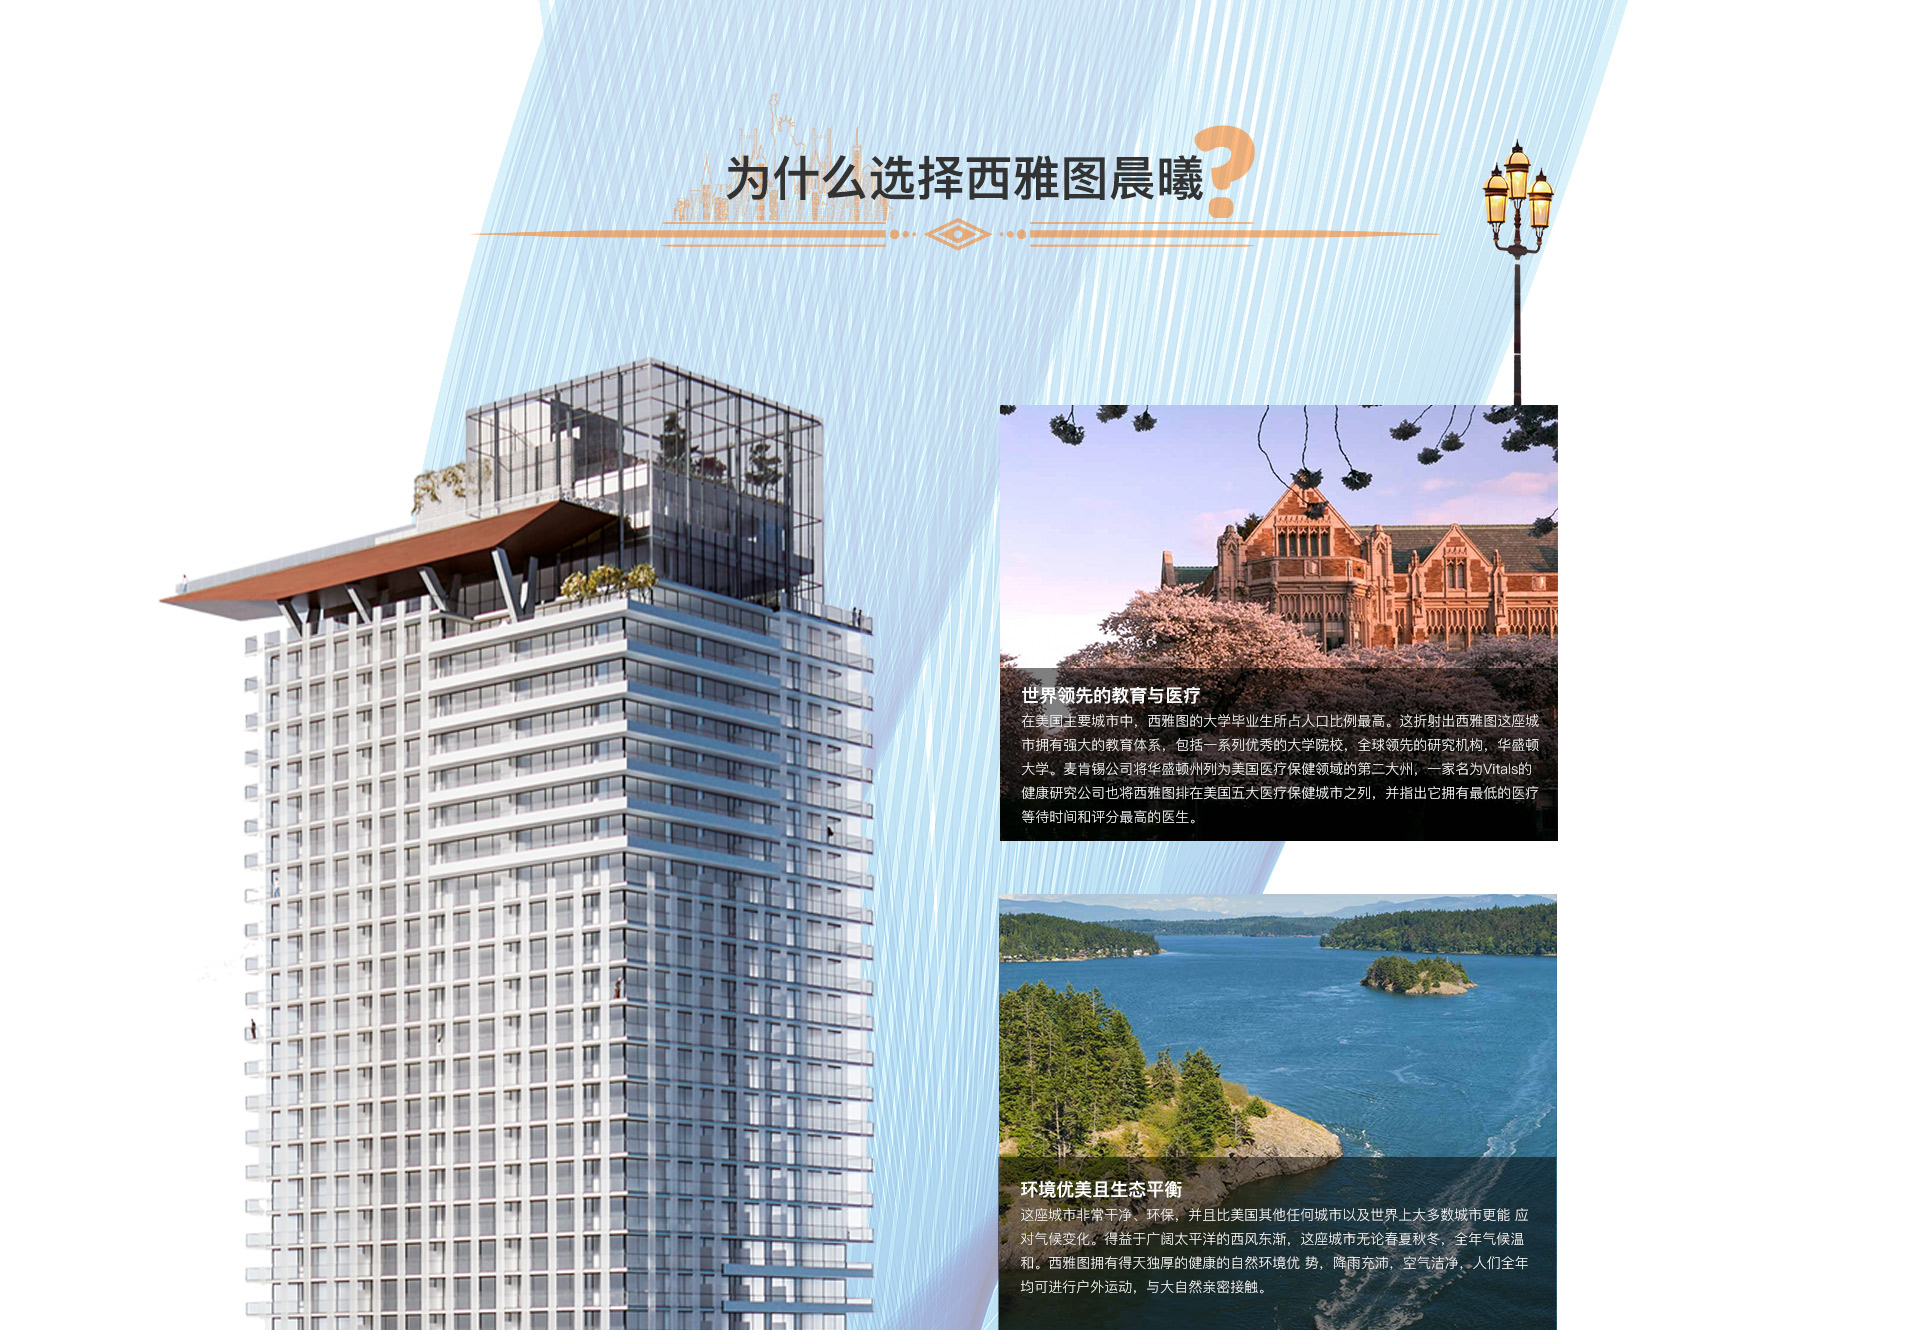 为什么选择西雅图晨曦?
世界领先的教育与医疗
在美国主要城市中，西雅图的大学毕业生所占人口比例最高。这折射出西雅图这座城
市拥有强大的教育体系，包括一系列优秀的大学院校，全球领先的研究机构，华盛顿
大学。麦肯锡公司将华盛顿州列为美国医疗保健领域的第二大州，一家名为Vitals的
健康研究公司也将西雅图排在美国五大医疗保健城市之列，并指出它拥有最低的医疗
等待时间和评分最高的医生。
环境优美且生态平衡
这座城市非常干净、环保，并且比美国其他任何城市以及世界上大多数城市更能 应
对气候变化。得益于广阔太平洋的西风东渐，这座城市无论春夏秋冬，全年气候温
和。西雅图拥有得天独厚的健康的自然环境优 势，降雨充沛，空气洁净，人们全年
均可进行户外运动，与大自然亲密接触。